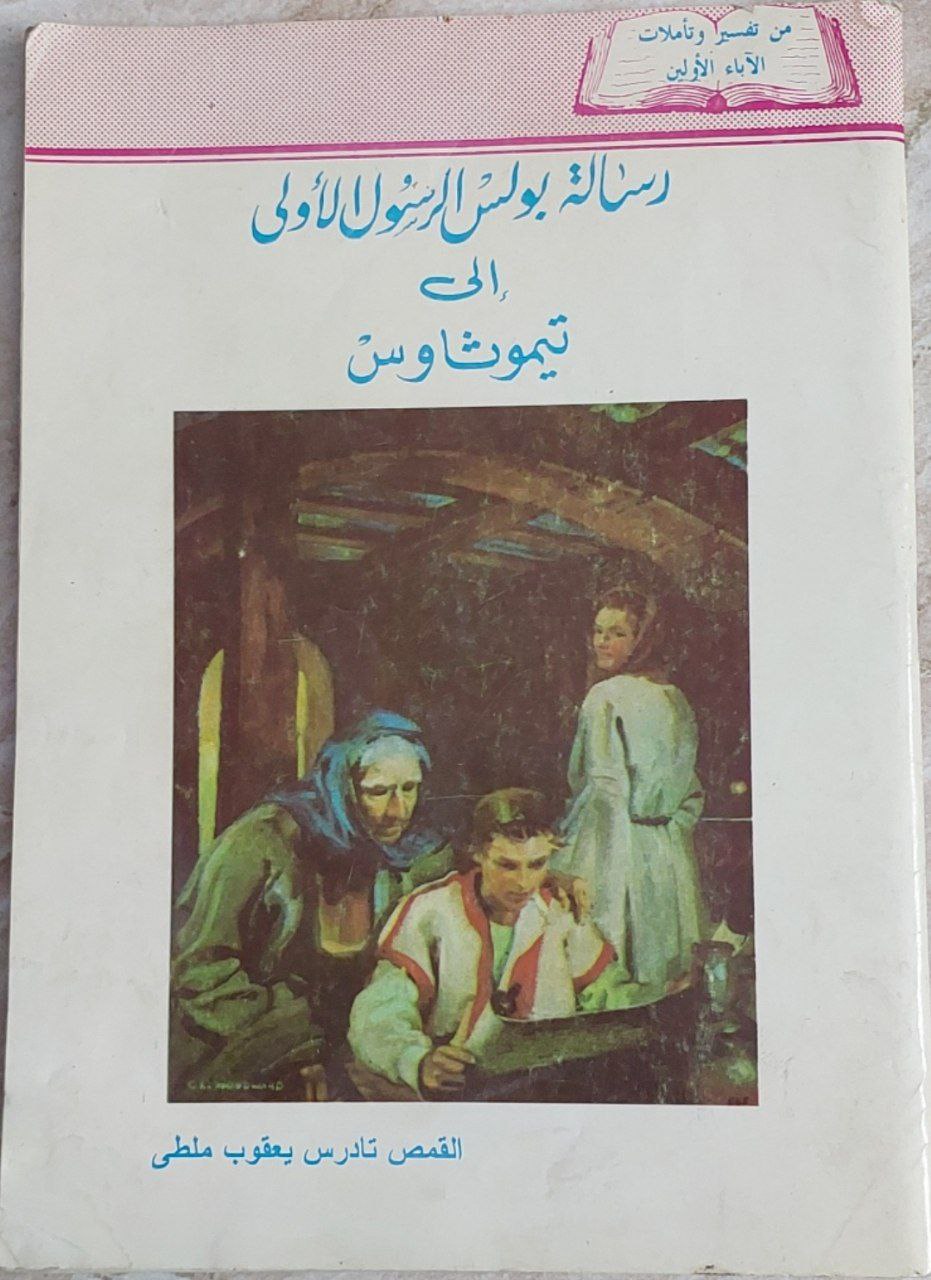 من تفسير وتأملات
الآباء الأولين
رسالة بولس الرسول الأولى
إلى
تيموثاوس
القمص تادرس يعقوب ملطى